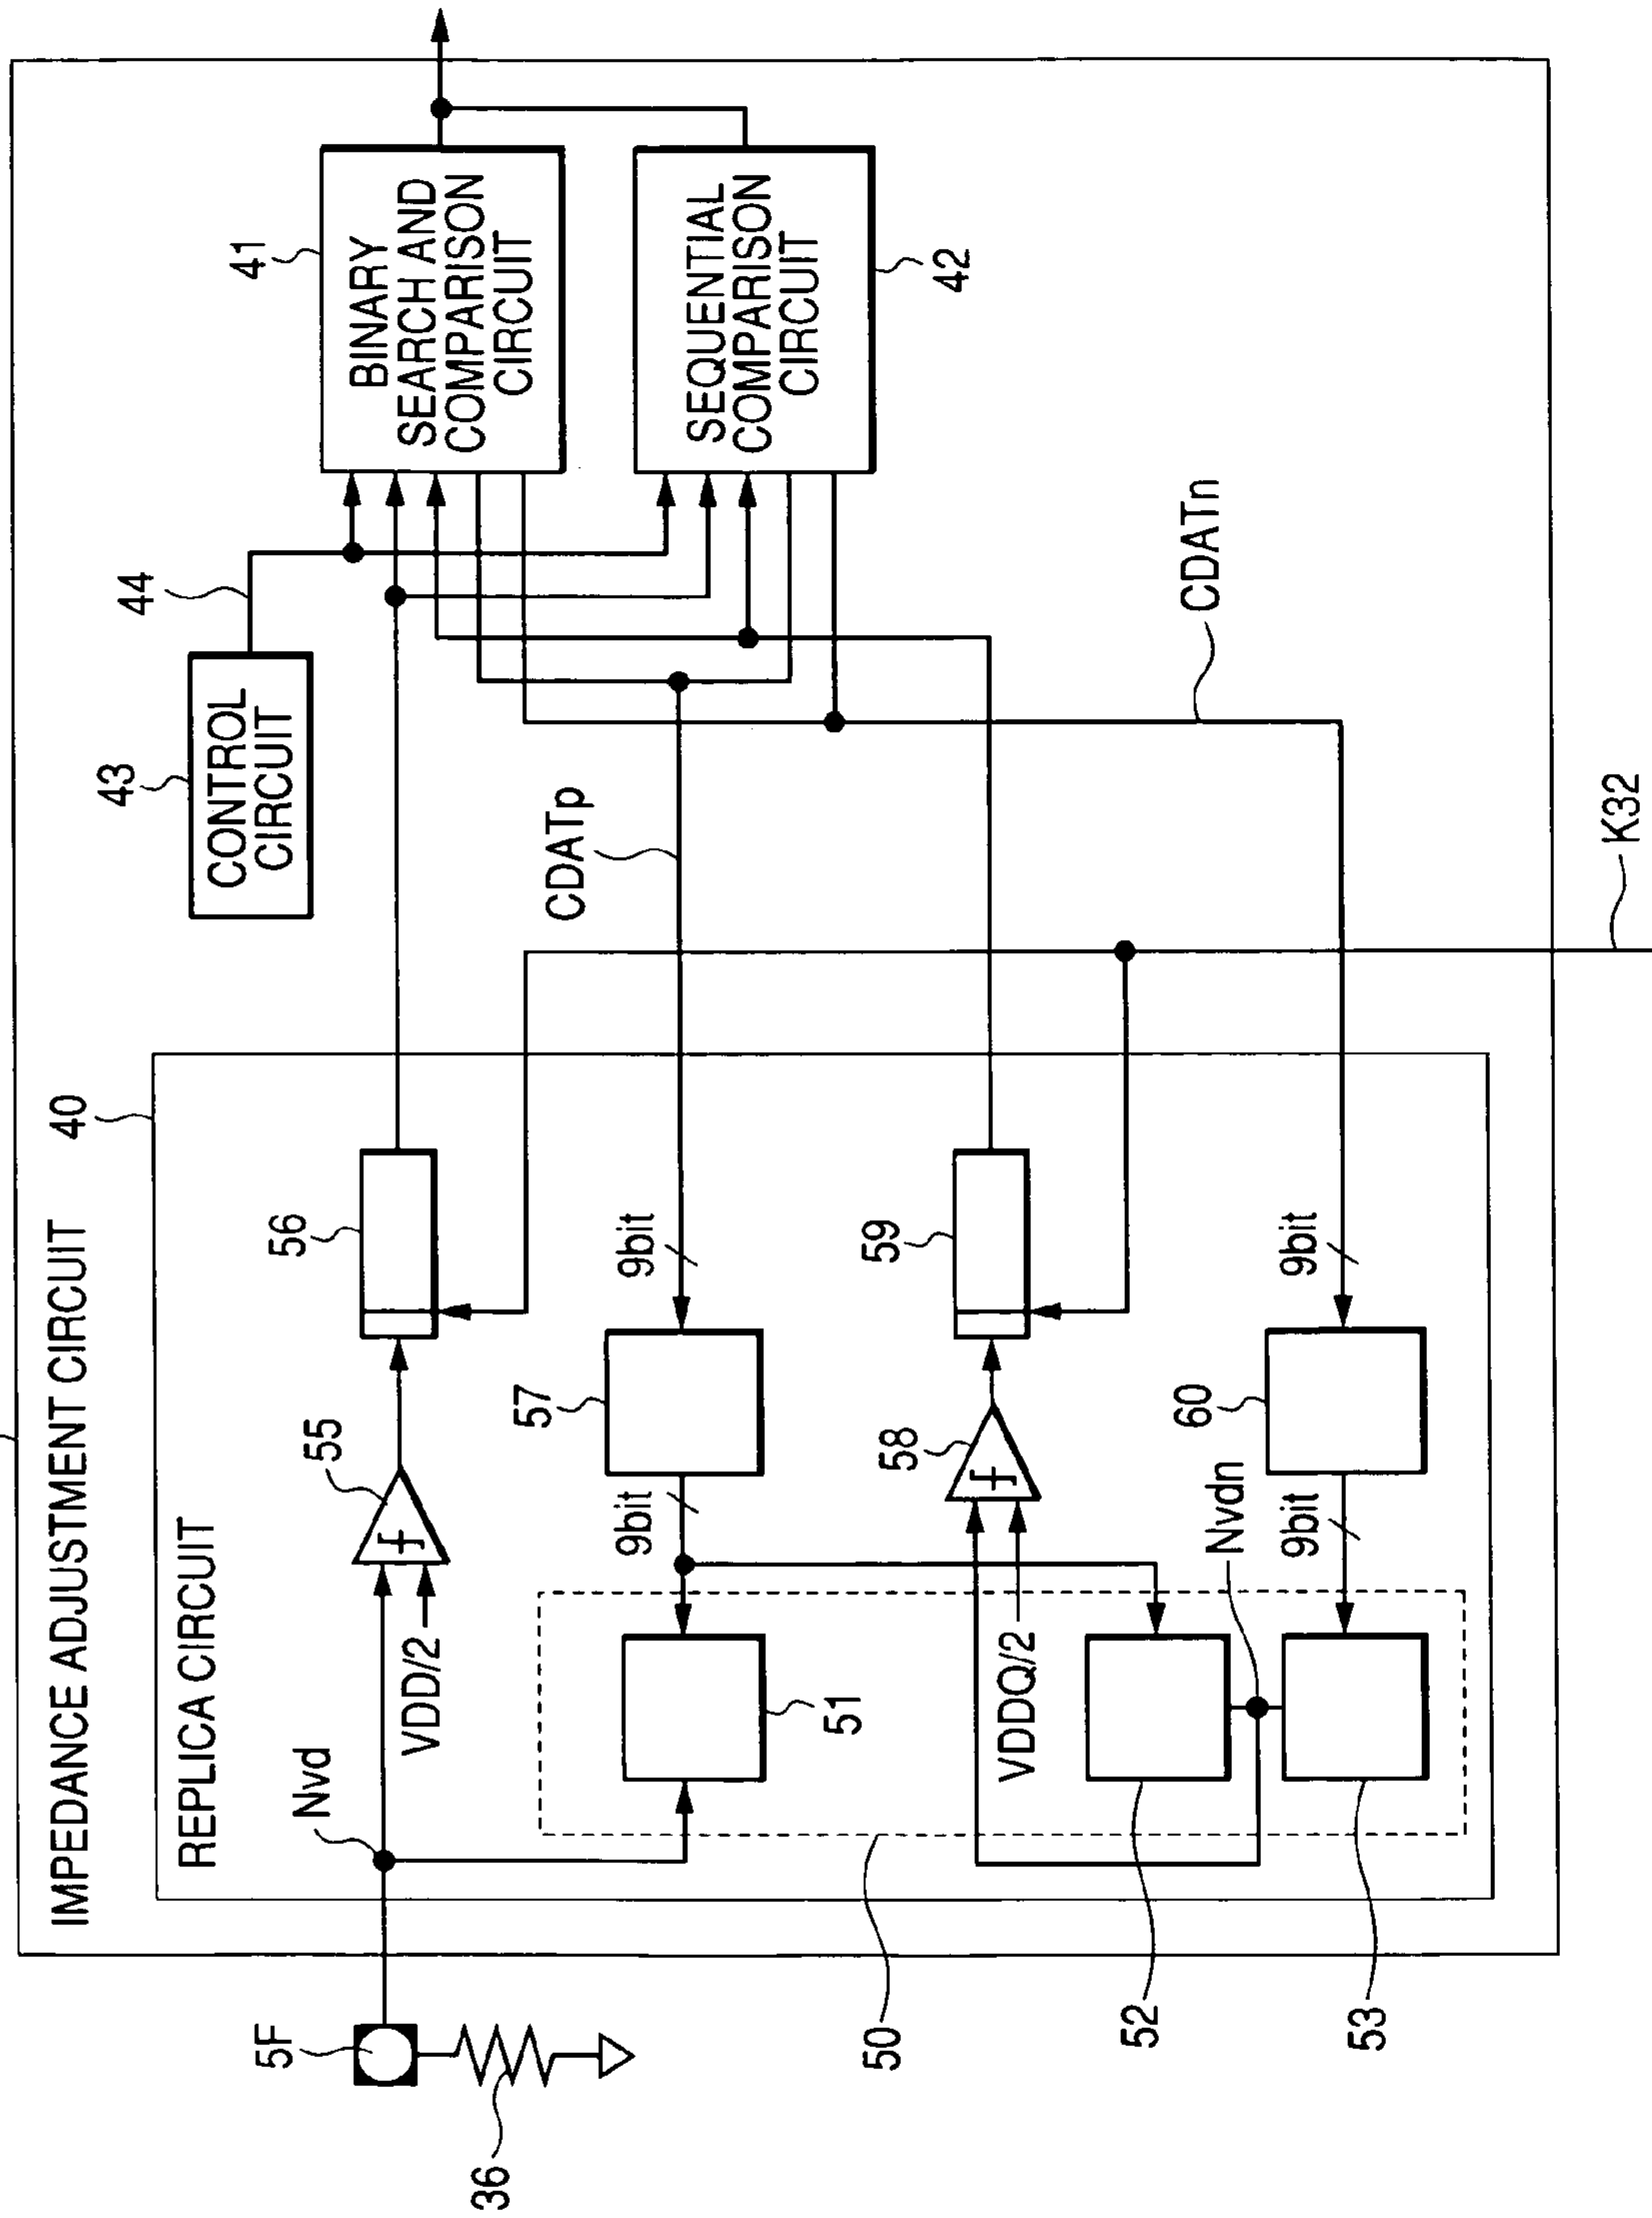 IMPEDANCE ADJUSTMENT CIRCUIT
40
REPLICA CIRCUIT
43
CONTROL
CIRCUIT
44
41
BINARY
SEARCH AND
COMPARISON
CIRCUIT
SEQUENTIAL
COMPARISON
CIRCUIT
42
5F
36
Nvd
VDD/2
55
56
CDATp
57
9bit
9bit
51
58
59
VDDQ/2
Nvdn
60
9bit
9bit
CDATn
K32
50
52
53